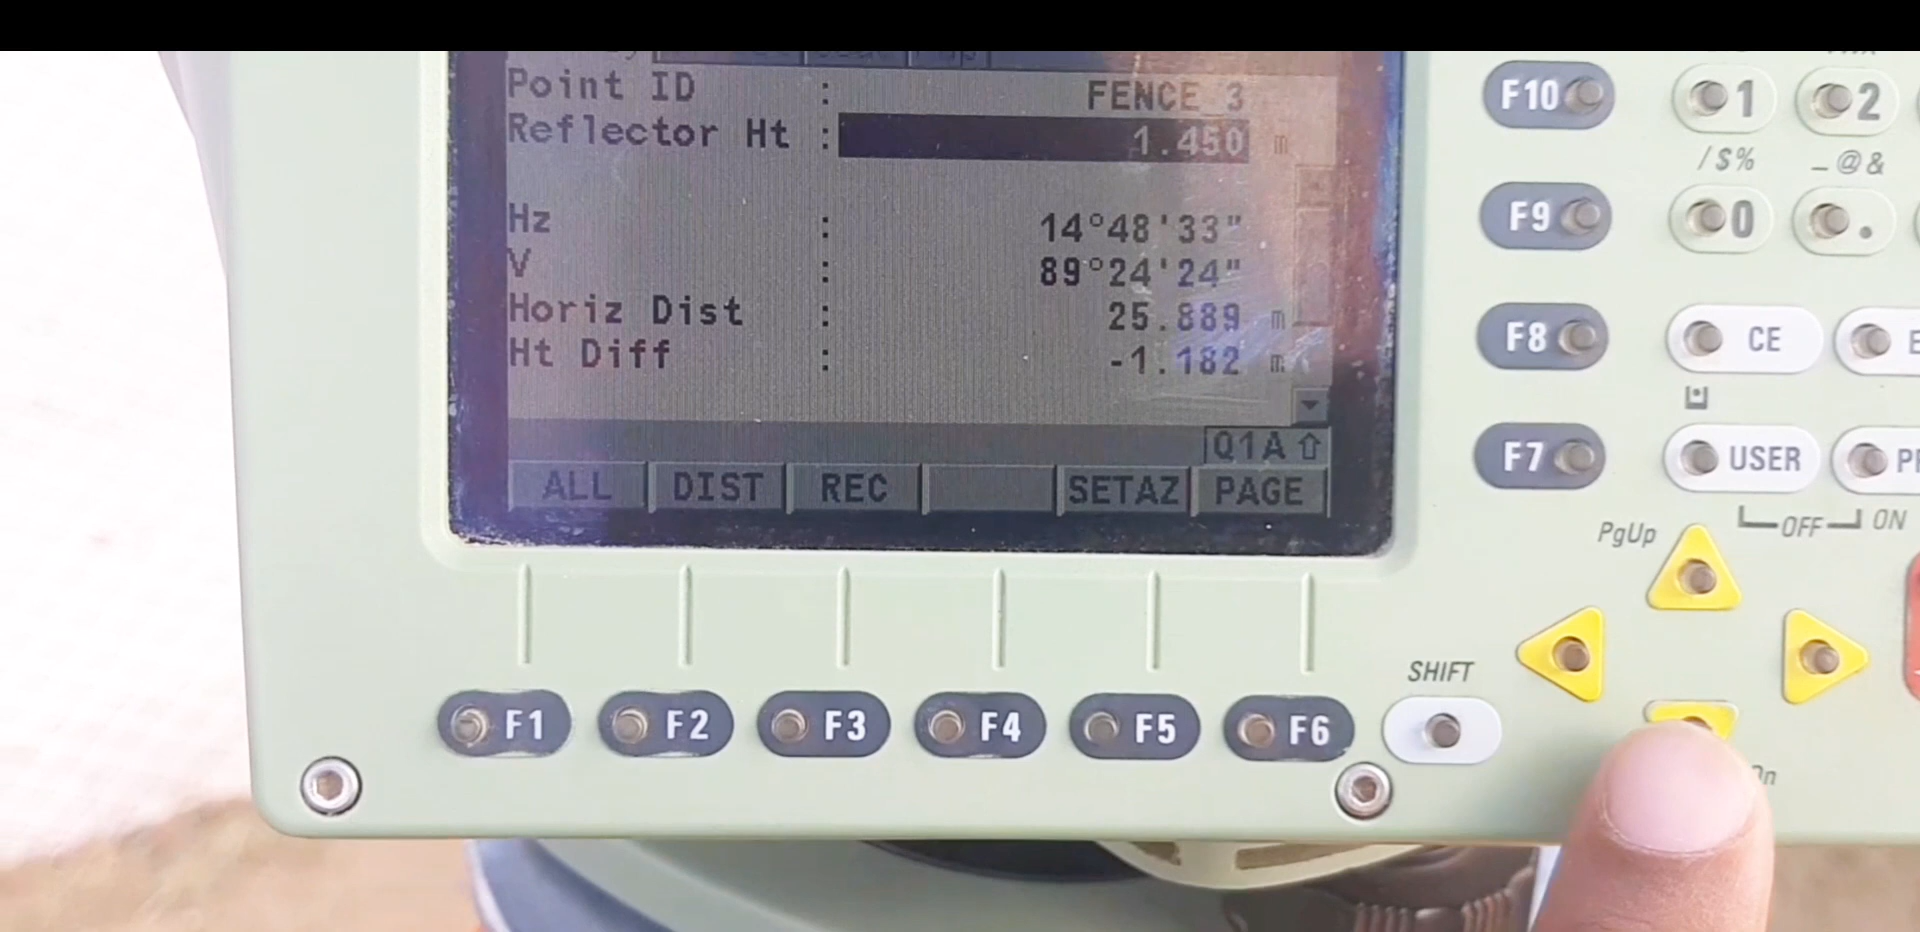 Point ID : FENCE_3
Reflector Ht : 1.450 m
Hz : 14°48'33"
V : 89°24'24"
Horiz Dist : 25.889 m
Ht Diff : -1.182 m
Q1A
ALL DIST REC SETAZ PAGE
F10 1 2
/$% _@&
F9 0 .
F8 CE
F7 USER
OFF ON
PgUp
SHIFT
F1 F2 F3 F4 F5 F6